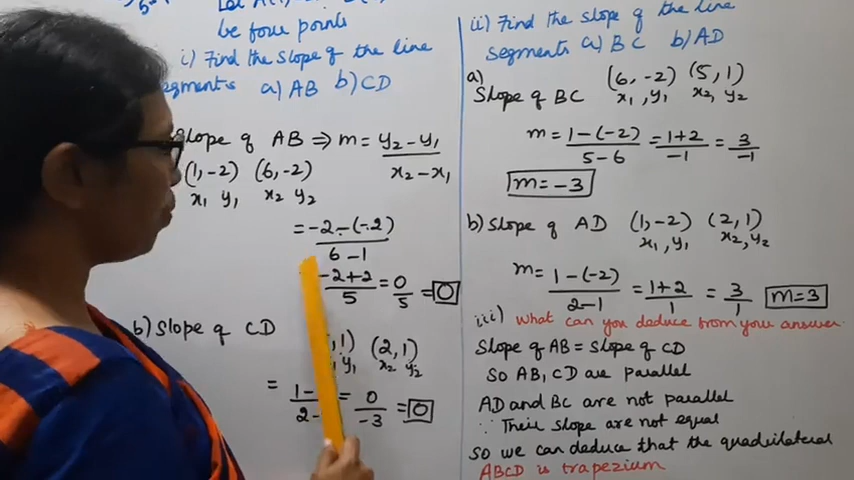 Let A(1,
be four points
i) Find the slope of the line
segments a) AB b) CD
Slope of AB ⇒ m = y₂ - y₁
x₂ - x₁
(1, -2) (6, -2)
x₁ y₁ x₂ y₂
= -2 - (-2)
6 - 1
-2+2 = 0 = 0
5 5
b) Slope of CD
,1) (2,1)
y₁ x₂ y₂
= 1- = 0 = 0
2- -3
ii) Find the slope of the line
segments a) BC b) AD
a)
Slope of BC (6, -2) (5, 1)
x₁, y₁ x₂, y₂
m = 1-(-2) = 1+2 = 3
5-6 -1 -1
m = -3
b) Slope of AD (1, -2) (2, 1)
x₁, y₁ x₂, y₂
m = 1-(-2) = 1+2 = 3 m = 3
2-1 1 1
iii) What can you deduce from your answer
Slope of AB = Slope of CD
So AB, CD are parallel
AD and BC are not parallel
∵ Their slope are not equal
So we can deduce that the quadrilateral
ABCD is trapezium